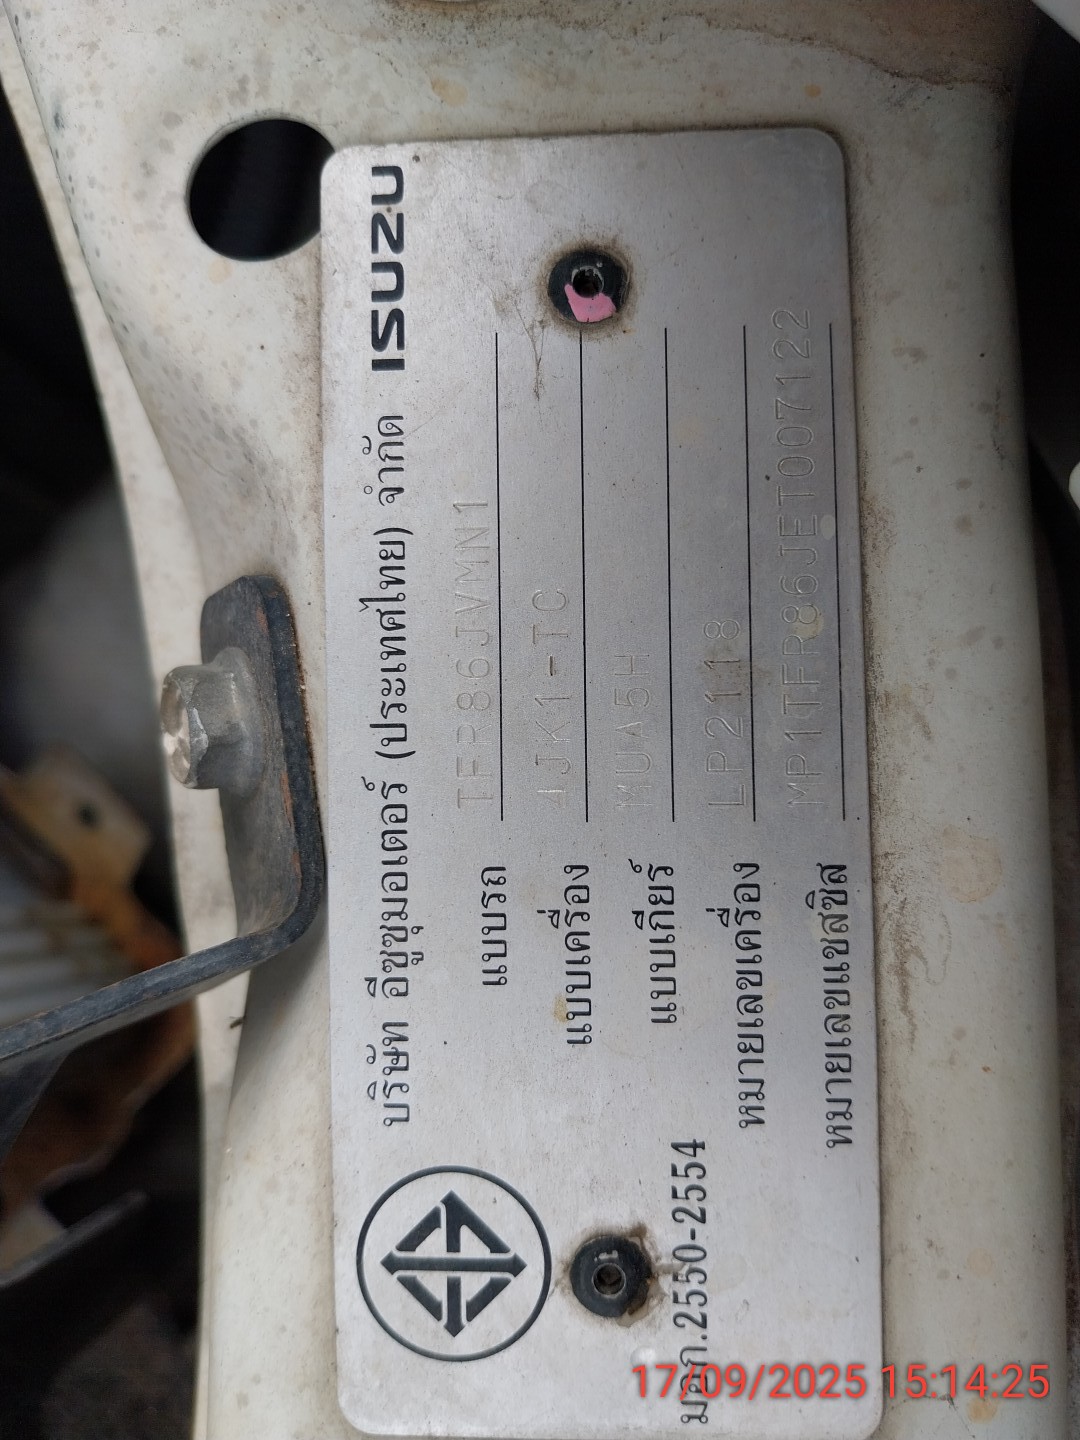 บริษัท อีซูซุมอเตอร์ (ประเทศไทย) จำกัด ISUZU
แบบรถ TFR86JVMN1
แบบเครื่อง 4JK1-TC
แบบเกียร์ MUA5H
มอก.2550-2554
หมายเลขเครื่อง LP2118
หมายเลขแชสิซิส MP1TFR86JET007122
17/09/2025 15:14:25